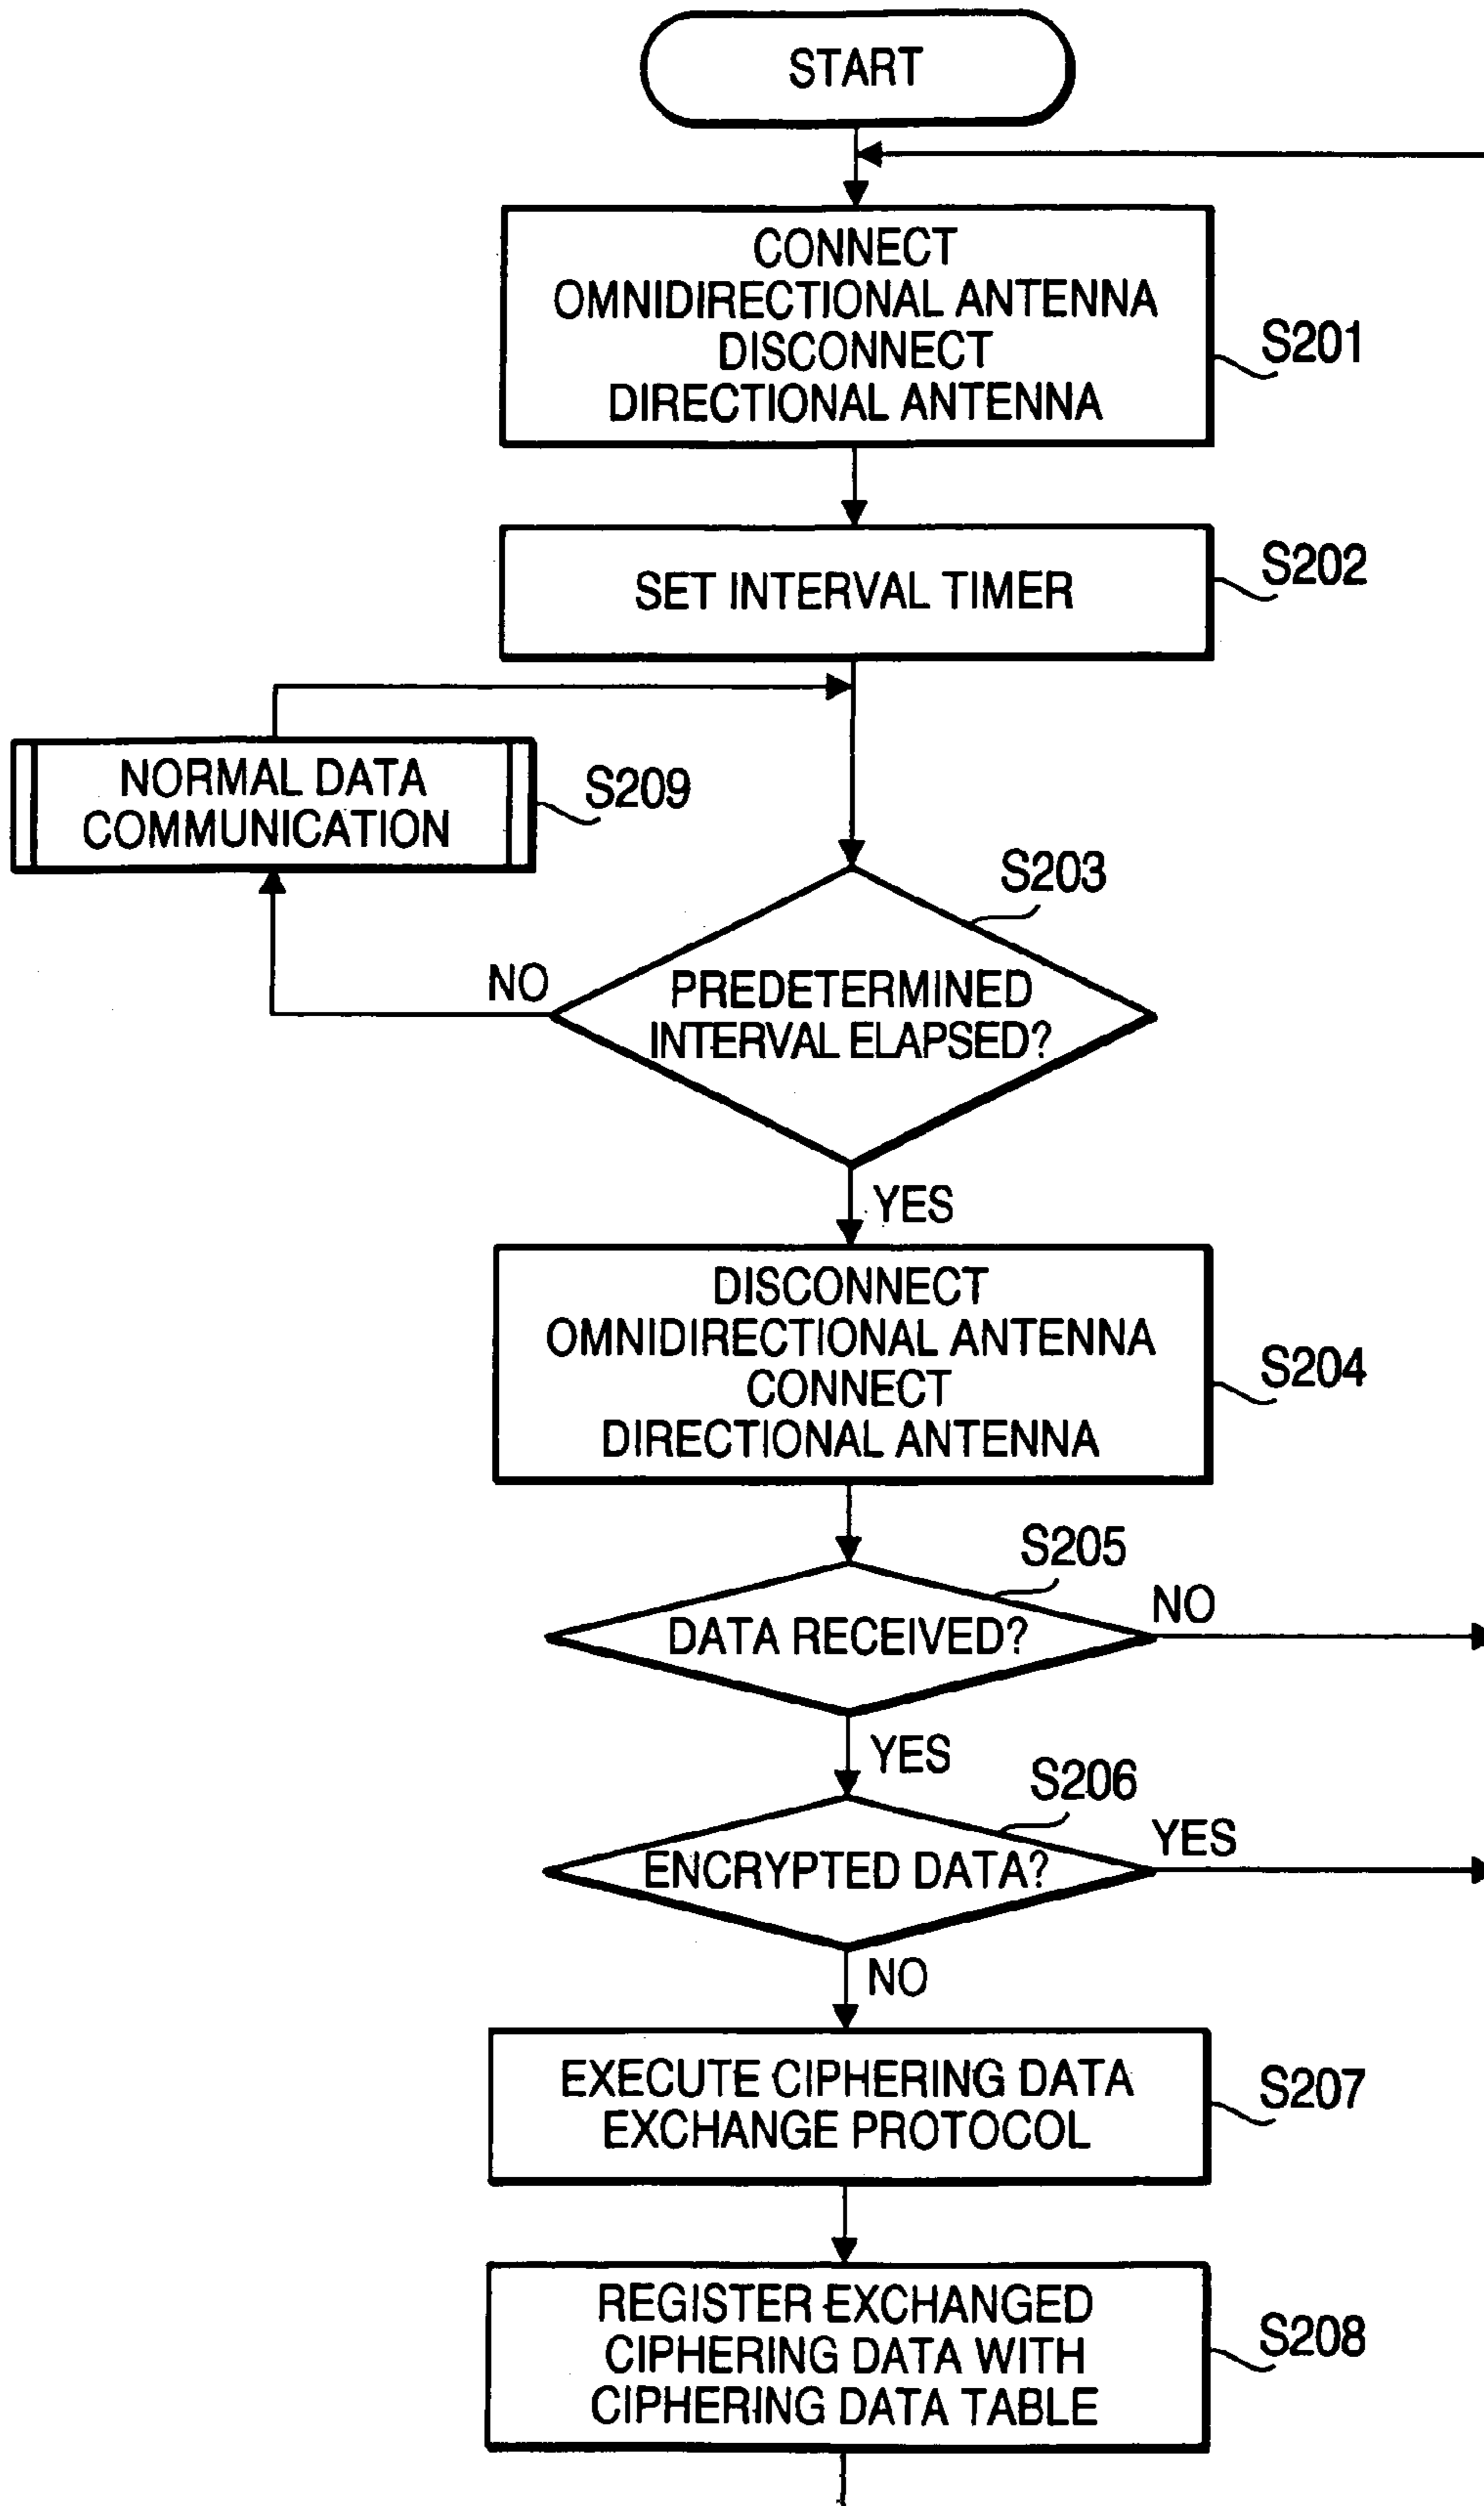 START
CONNECT
OMNIDIRECTIONAL ANTENNA
DISCONNECT
DIRECTIONAL ANTENNA
S201
SET INTERVAL TIMER
S202
NORMAL DATA
COMMUNICATION
S209
S203
PREDETERMINED
INTERVAL ELAPSED?
NO
YES
DISCONNECT
OMNIDIRECTIONAL ANTENNA
CONNECT
DIRECTIONAL ANTENNA
S204
S205
DATA RECEIVED?
NO
YES
S206
ENCRYPTED DATA?
YES
NO
EXECUTE CIPHERING DATA
EXCHANGE PROTOCOL
S207
REGISTER EXCHANGED
CIPHERING DATA WITH
CIPHERING DATA TABLE
S208